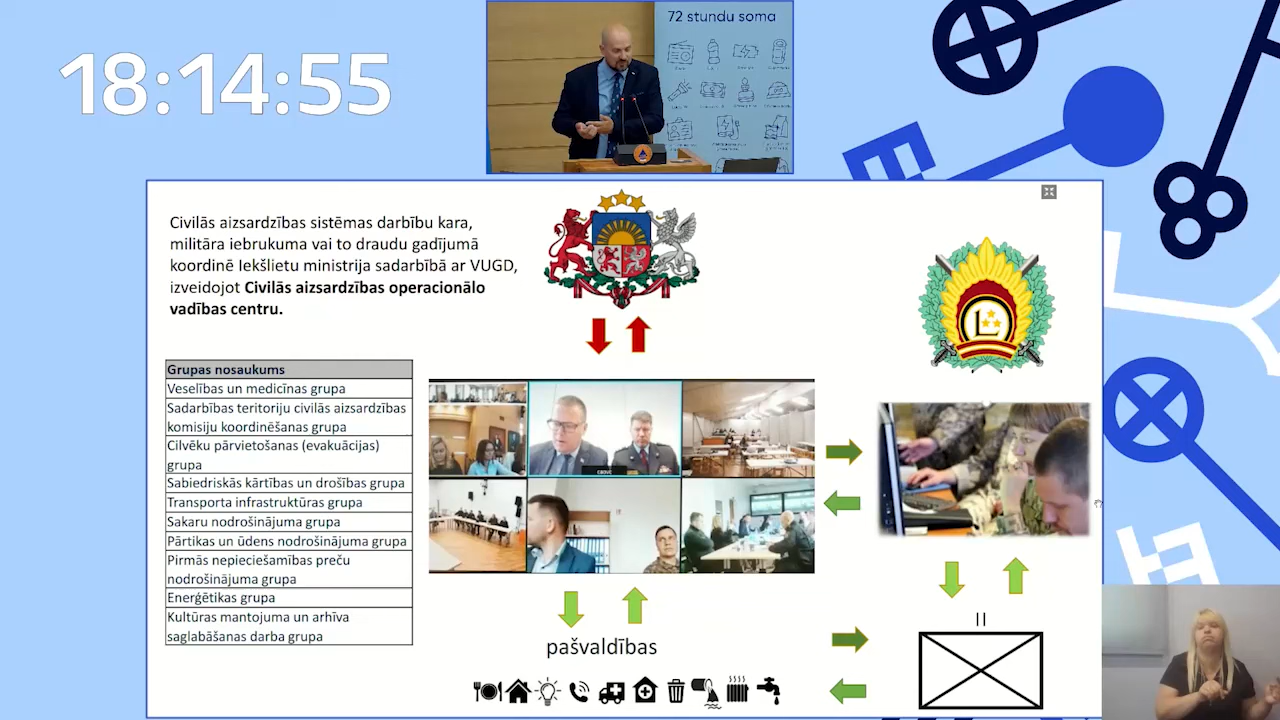 18:14:55
72 stundu soma
Civilās aizsardzības sistēmas darbību kara,
militāra iebrukuma vai to draudu gadījumā
koordinē Iekšlietu ministrija sadarbībā ar VUGD,
izveidojot Civilās aizsardzības operacionālo
vadības centru.
Grupas nosaukums
Veselības un medicīnas grupa
Sadarbības teritoriju civilās aizsardzības
komisiju koordinēšanas grupa
Cilvēku pārvietošanas (evakuācijas)
grupa
Sabiedriskās kārtības un drošības grupa
Transporta infrastruktūras grupa
Sakaru nodrošinājuma grupa
Pārtikas un ūdens nodrošinājuma grupa
Pirmās nepieciešamības preču
nodrošinājuma grupa
Enerģētikas grupa
Kultūras mantojuma un arhīva
saglabāšanas darba grupa
pašvaldības
L
II